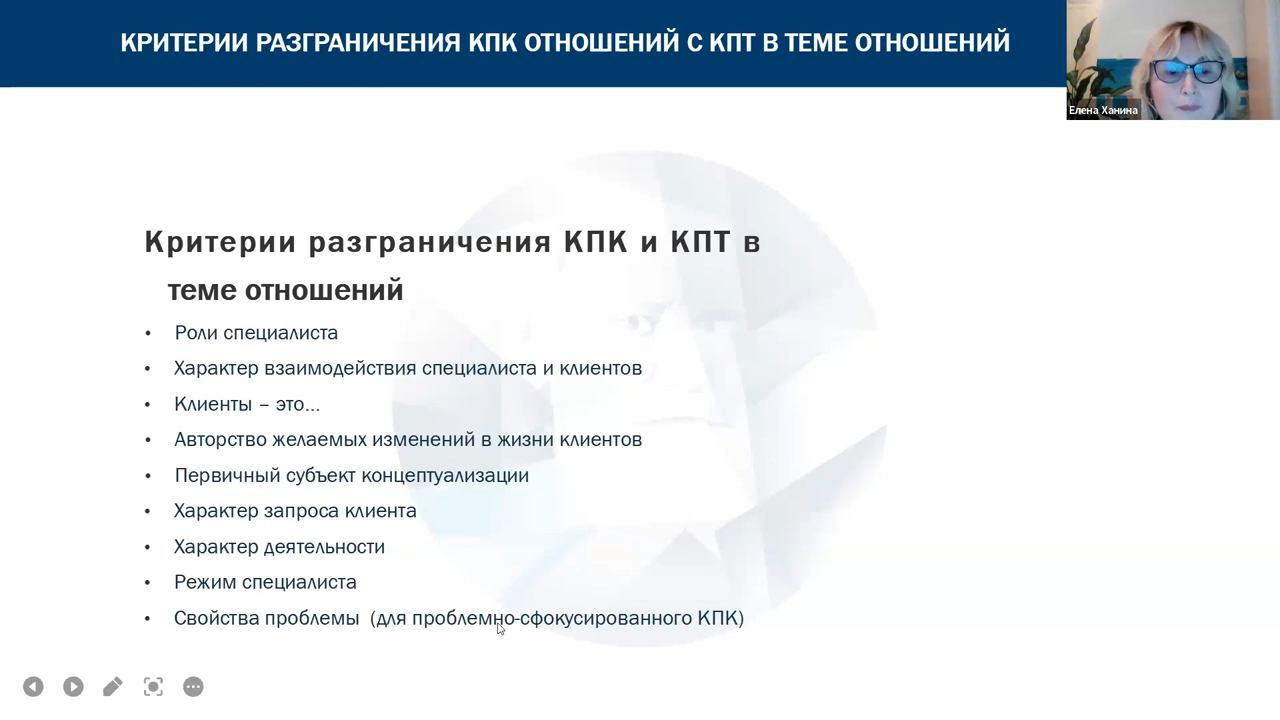 КРИТЕРИИ РАЗГРАНИЧЕНИЯ КПК ОТНОШЕНИЙ С КПТ В ТЕМЕ ОТНОШЕНИЙ
Елена Ханина
Критерии разграничения КПК и КПТ в
теме отношений
• Роли специалиста
• Характер взаимодействия специалиста и клиентов
• Клиенты – это...
• Авторство желаемых изменений в жизни клиентов
• Первичный субъект концептуализации
• Характер запроса клиента
• Характер деятельности
• Режим специалиста
• Свойства проблемы (для проблемно-сфокусированного КПК)